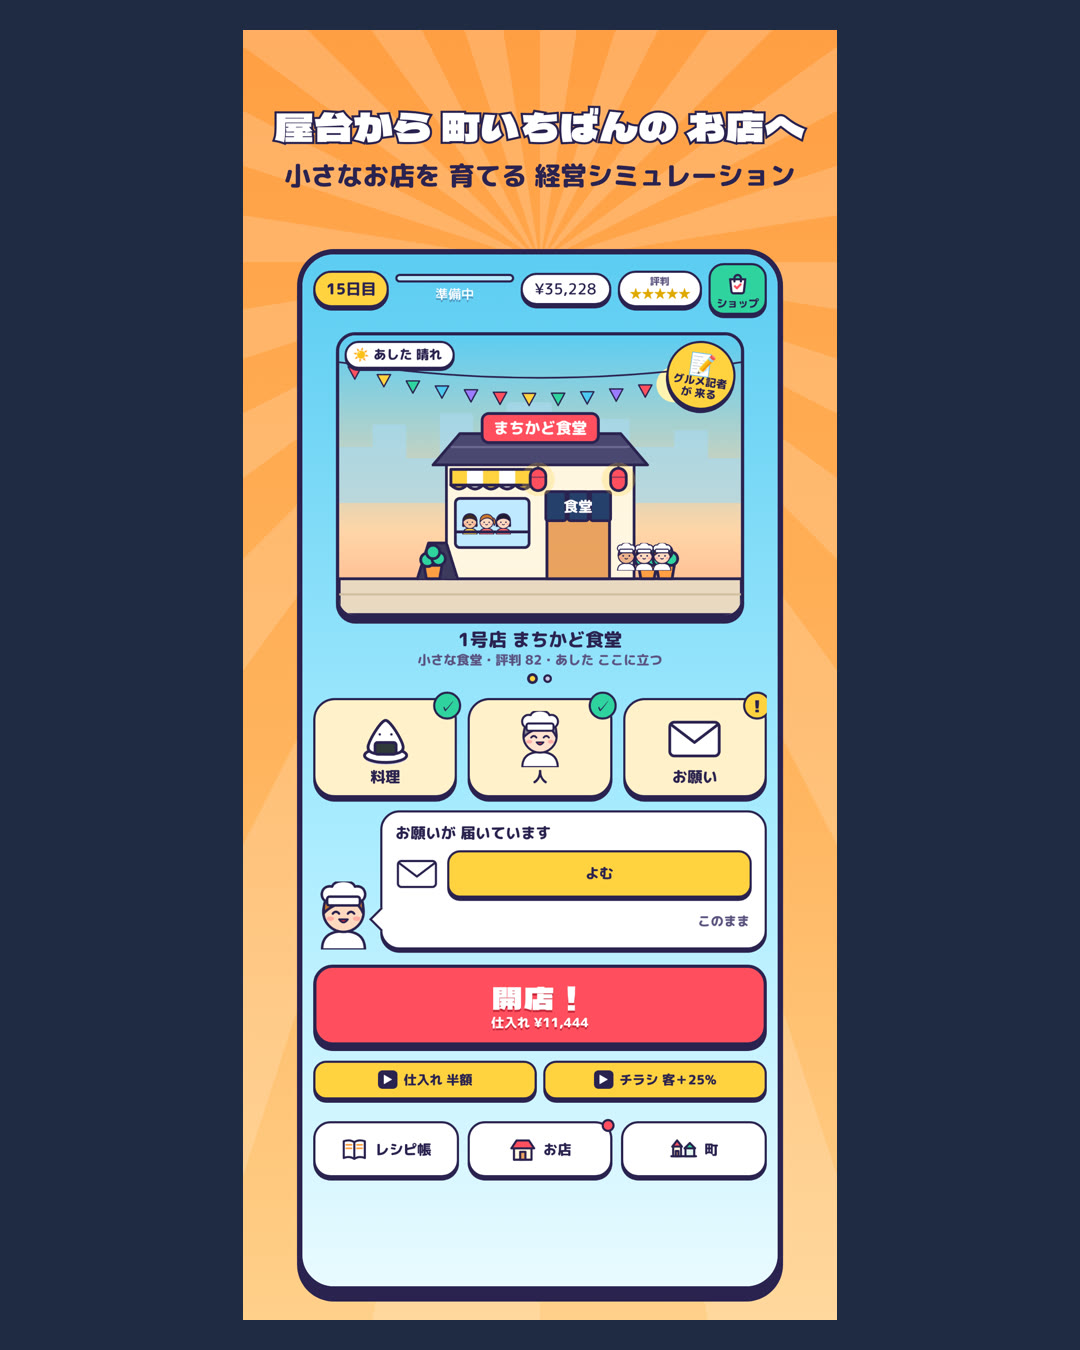 屋台から 町いちばんの お店へ
小さなお店を 育てる 経営シミュレーション
15日目
準備中
¥35,228
評判
★★★★★
ショップ
あした 晴れ
グルメ記者
が 来る
まちかど食堂
食堂
1号店 まちかど食堂
小さな食堂・評判 82・あした ここに立つ
✓
✓
!
料理
人
お願い
お願いが 届いています
よむ
このまま
開店！
仕入れ ¥11,444
仕入れ 半額
チラシ 客+25%
レシピ帳
お店
町